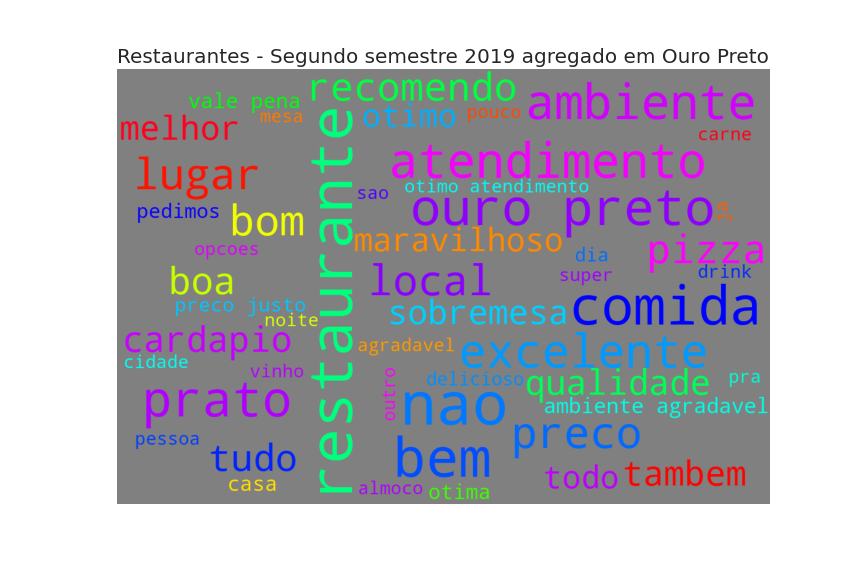 Restaurantes - Segundo semestre 2019 agregado em Ouro Preto
recomendo
vale pena
mesa
otimo
pouco
ambiente
melhor
carne
atendimento
lugar
sao
otimo atendimento
pedimos
bom
ouro preto
ja
restaurante
maravilhoso
opcoes
dia
pizza
boa
local
super
drink
preco justo
noite
sobremesa
comida
cardapio
agradavel
excelente
cidade
vinho
delicioso
qualidade
pra
prato
outro
nao
ambiente agradavel
pessoa
preco
tudo
bem
casa
almoco
otima
todo
tambem